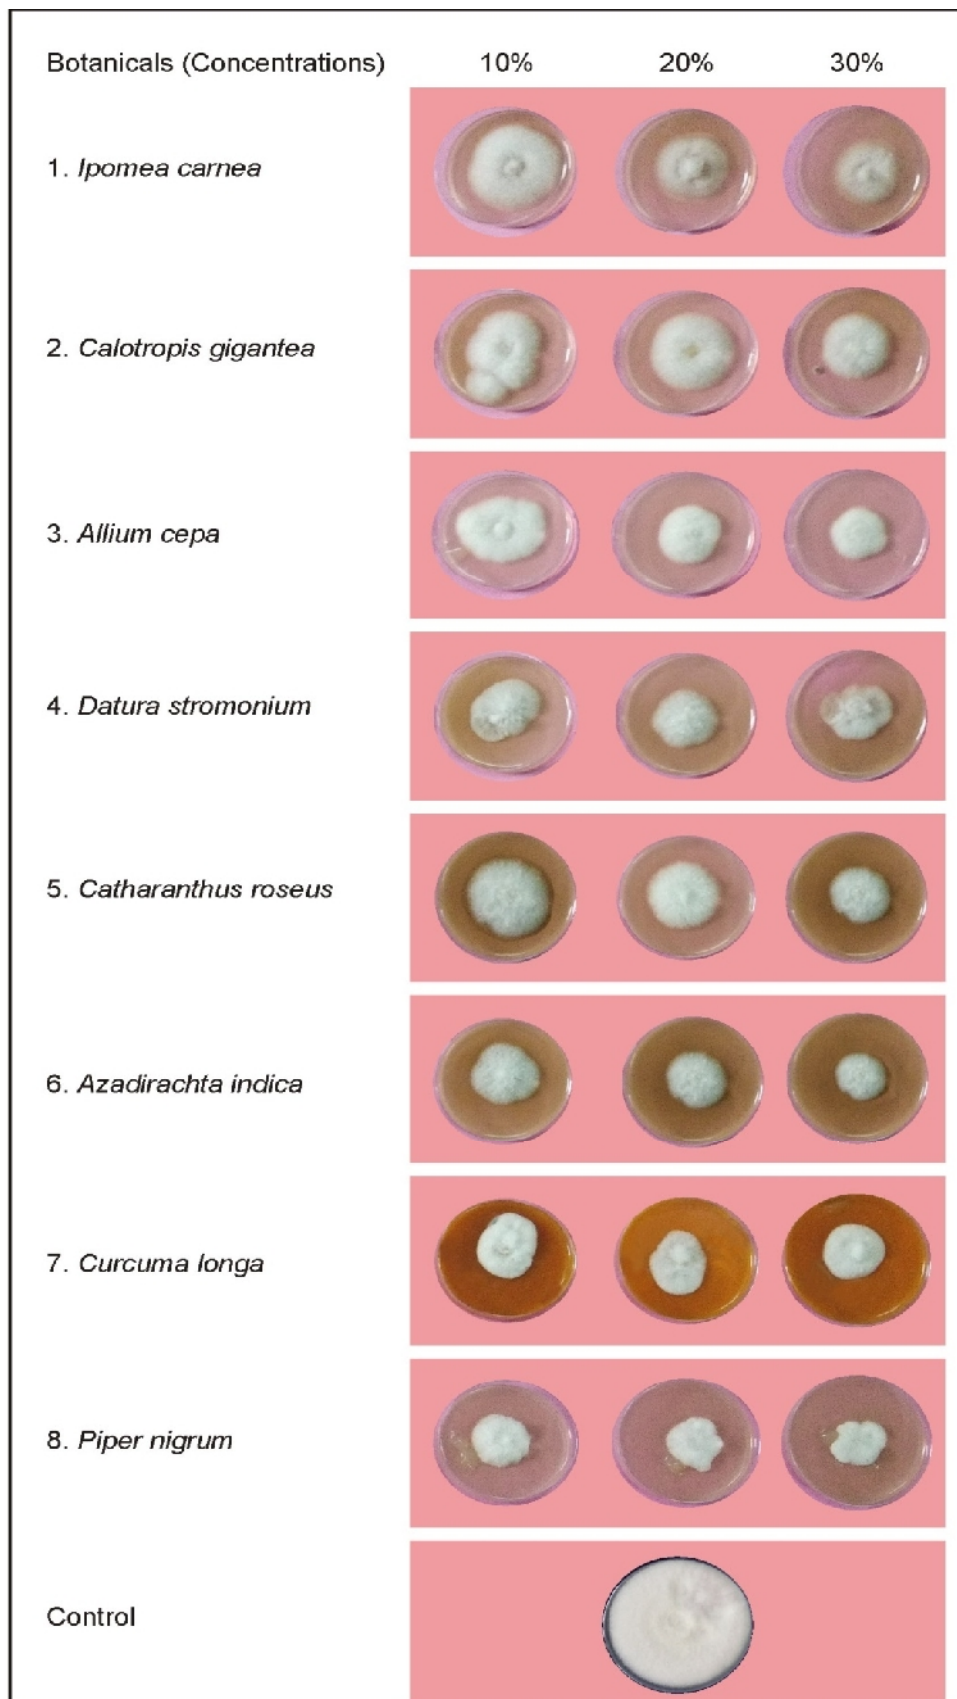 Botanicals (Concentrations) 10% 20% 30%
1. Ipomea carnea
2. Calotropis gigantea
3. Allium cepa
4. Datura stromonium
5. Catharanthus roseus
6. Azadirachta indica
7. Curcuma longa
8. Piper nigrum
Control